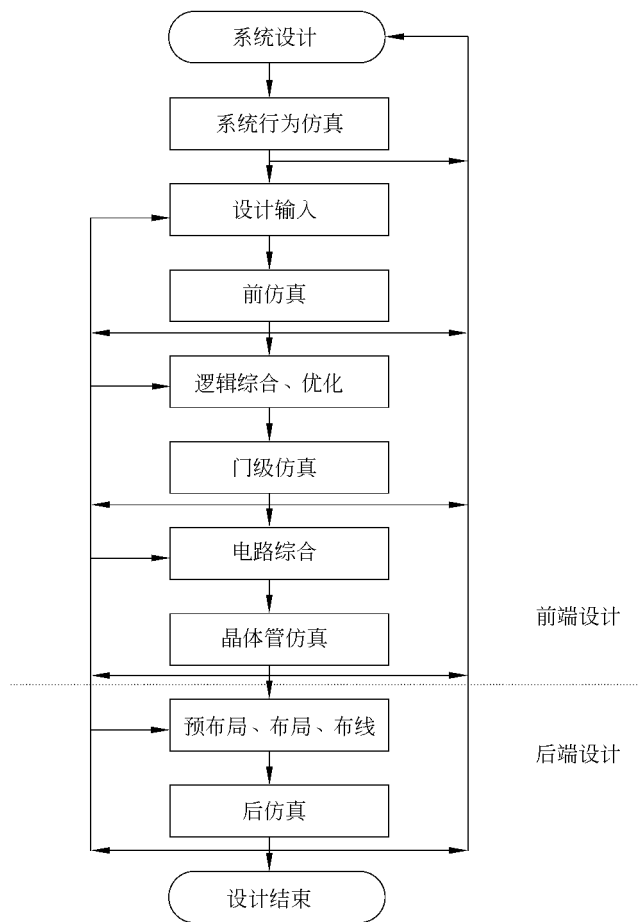 系统设计
系统行为仿真
设计输入
前仿真
逻辑综合、优化
门级仿真
电路综合
前端设计
晶体管仿真
预布局、布局、布线
后端设计
后仿真
设计结束